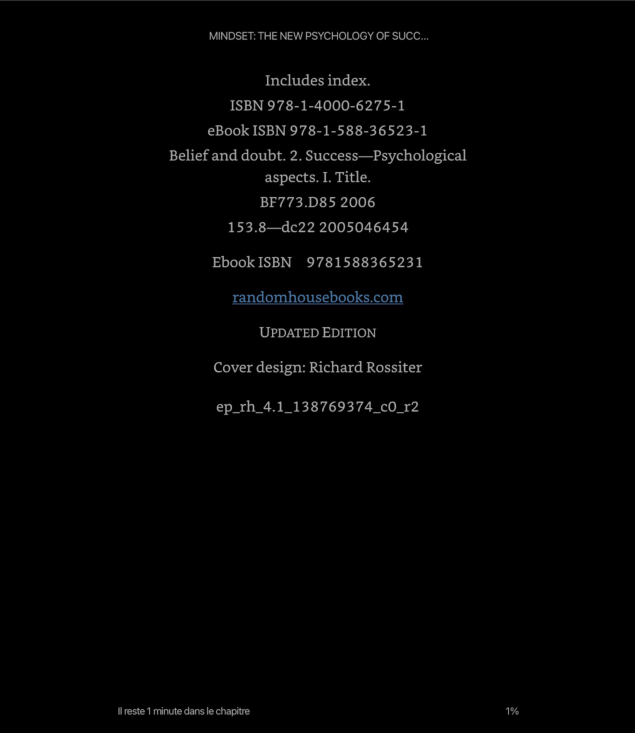 MINDSET: THE NEW PSYCHOLOGY OF SUCC...
Includes index.
ISBN 978-1-4000-6275-1
eBook ISBN 978-1-588-36523-1
Belief and doubt. 2. Success—Psychological
aspects. I. Title.
BF773.D85 2006
153.8—dc22 2005046454
Ebook ISBN 9781588365231
randomhousebooks.com
UPDATED EDITION
Cover design: Richard Rossiter
ep_rh_4.1_138769374_c0_r2
Il reste 1 minute dans le chapitre
1%